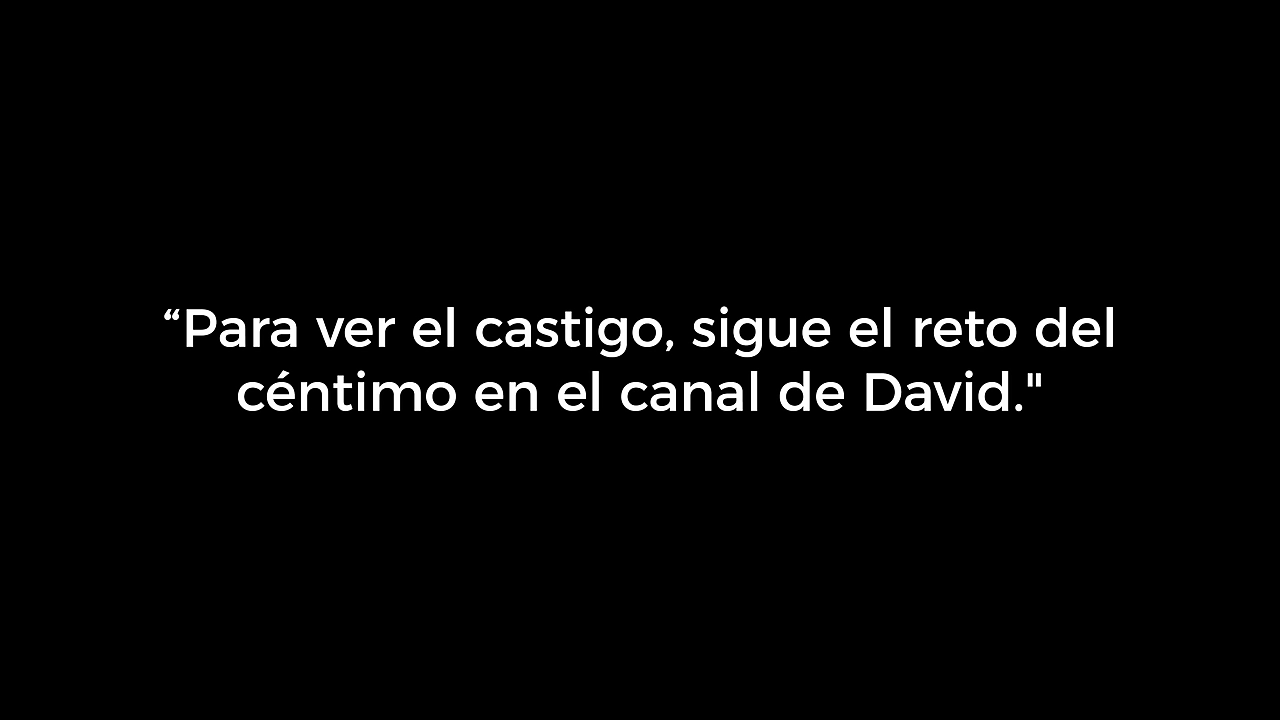 “Para ver el castigo, sigue el reto del
céntimo en el canal de David."